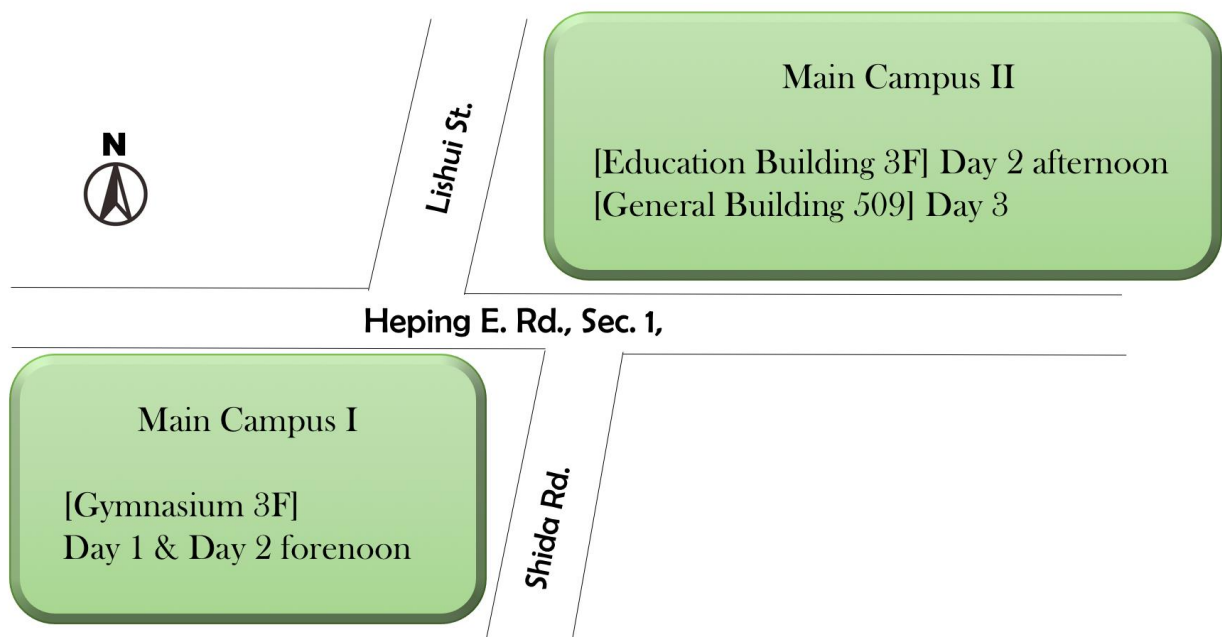 Main Campus II
[Education Building 3F] Day 2 afternoon
[General Building 509] Day 3
N
Lishui St.
Heping E. Rd., Sec. 1,
Main Campus I
[Gymnasium 3F]
Day 1 & Day 2 forenoon
Shida Rd.